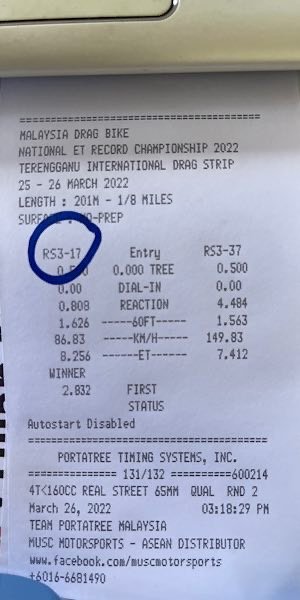 MALAYSIA DRAG BIKE
NATIONAL ET RECORD CHAMPIONSHIP 2022
TERENGGANU INTERNATIONAL DRAG STRIP
25 - 26 MARCH 2022
LENGTH : 201M - 1/8 MILES
SURFACE : NO-PREP
RS3-17 Entry RS3-37
0.500 0.000 TREE 0.500
0.00 DIAL-IN 0.00
0.808 REACTION 4.484
1.626 -----60FT----- 1.563
86.83 -----KM/H----- 149.83
8.256 ------ET------ 7.412
WINNER
2.832 FIRST
STATUS
Autostart Disabled
PORTATREE TIMING SYSTEMS, INC.
============== 131/132 ==========600214
4T<160CC REAL STREET 65MM QUAL RND 2
March 26, 2022 03:18:29 PM
TEAM PORTATREE MALAYSIA
MUSC MOTORSPORTS - ASEAN DISTRIBUTOR
www.facebook.com/muscmotorsports
+6016-6681490